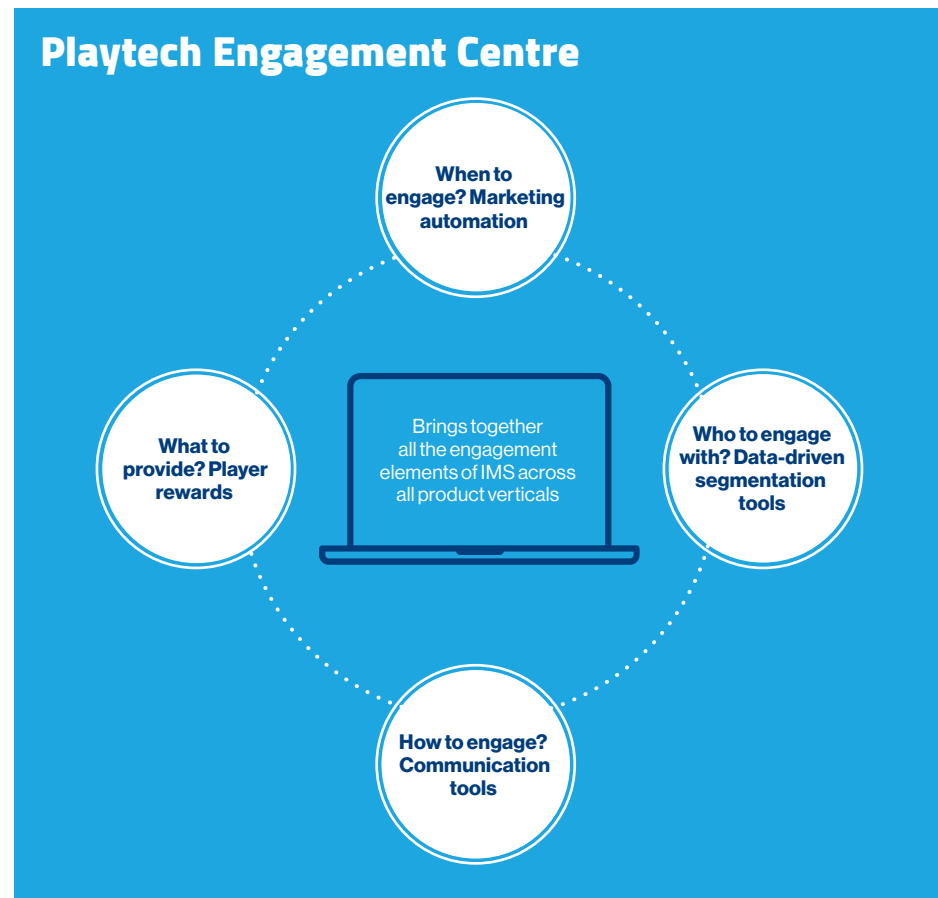 Playtech Engagement Centre
When to
engage? Marketing
automation
What to
provide? Player
rewards
Brings together
all the engagement
elements of IMS across
all product verticals
Who to engage
with? Data-driven
segmentation
tools
How to engage?
Communication
tools